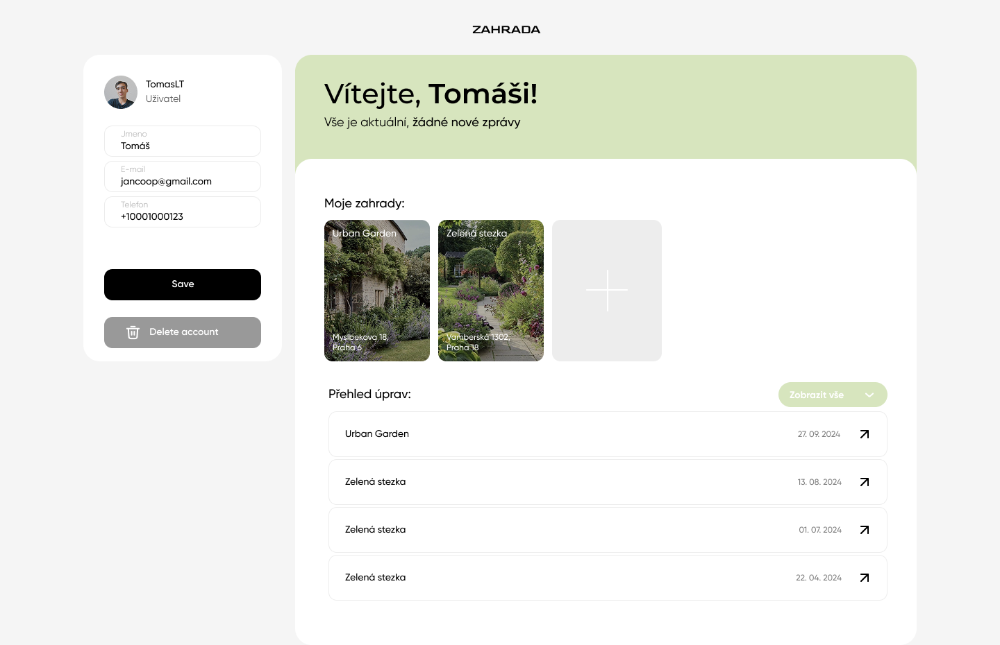 ZAHRADA
TomasLT
Uživatel
Jmeno
Tomáš
E-mail
jancoop@gmail.com
Telefon
+10001000123
Save
Delete account
Vítejte, Tomáši!
Vše je aktuální, žádné nové zprávy
Moje zahrady:
Urban Garden
Myslbekova 18,
Praha 6
Zelená stezka
Vamberská 1302,
Praha 18
Přehled úprav:
Zobrazit vše
Urban Garden 27. 09. 2024
Zelená stezka 13. 08. 2024
Zelená stezka 01. 07. 2024
Zelená stezka 22. 04. 2024